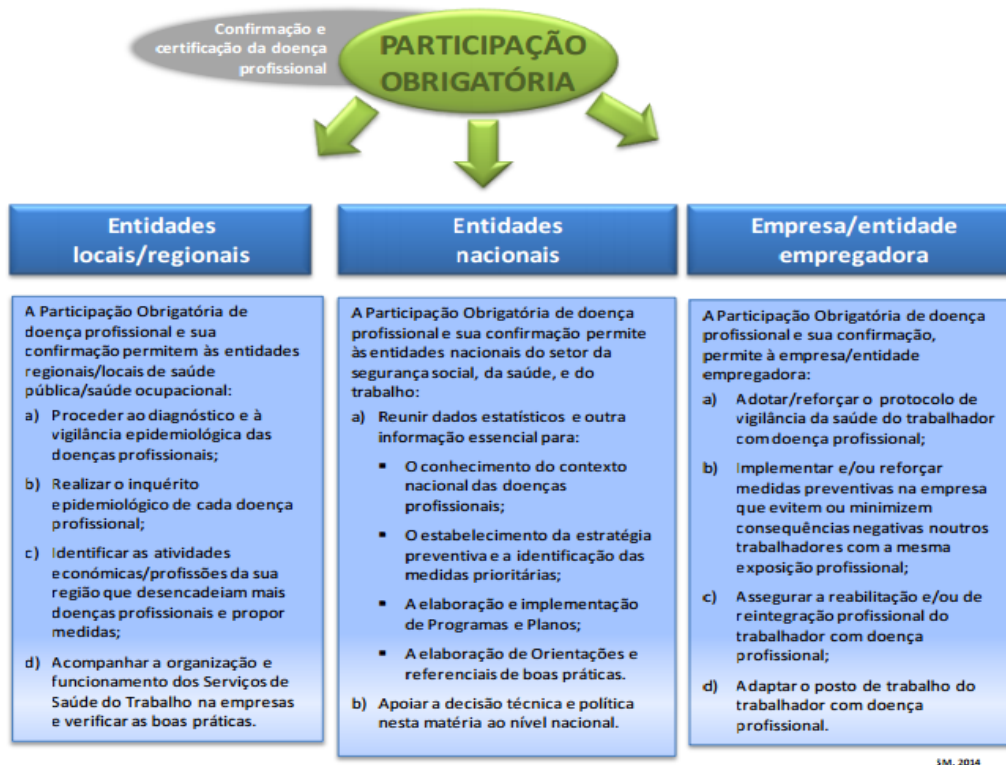 Confirmação e
certificação da doença
profissional
PARTICIPAÇÃO
OBRIGATÓRIA
Entidades
locais/regionais
A Participação Obrigatória de
doença profissional e sua
confirmação permitem às entidades
regionais/locais de saúde
pública/saúde ocupacional:
a) Proceder ao diagnóstico e à
vigilância epidemiológica das
doenças profissionais;
b) Realizar o inquérito
epidemiológico de cada doença
profissional;
c) Identificar as atividades
económicas/profissões da sua
região que desencadeiam mais
doenças profissionais e propor
medidas;
d) Acompanhar a organização e
funcionamento dos Serviços de
Saúde do Trabalho na empresas
e verificar as boas práticas.
Entidades
nacionais
A Participação Obrigatória de doença
profissional e sua confirmação permite
às entidades nacionais do setor da
segurança social, da saúde, e do
trabalho:
a) Reunir dados estatísticos e outra
informação essencial para:
▪ O conhecimento do contexto
nacional das doenças
profissionais;
▪ O estabelecimento da estratégia
preventiva e a identificação das
medidas prioritárias;
▪ A elaboração e implementação
de Programas e Planos;
▪ A elaboração de Orientações e
referenciais de boas práticas.
b) Apoiar a decisão técnica e política
nesta matéria ao nível nacional.
Empresa/entidade
empregadora
A Participação Obrigatória de doença
profissional e sua confirmação,
permite à empresa/entidade
empregadora:
a) Adotar/reforçar o protocolo de
vigilância da saúde do trabalhador
com doença profissional;
b) Implementar e/ou reforçar
medidas preventivas na empresa
que evitem ou minimizem
consequências negativas noutros
trabalhadores com a mesma
exposição profissional;
c) Assegurar a reabilitação e/ou de
reintegração profissional do
trabalhador com doença
profissional;
d) Adaptar o posto de trabalho do
trabalhador com doença
profissional.
SM, 2014